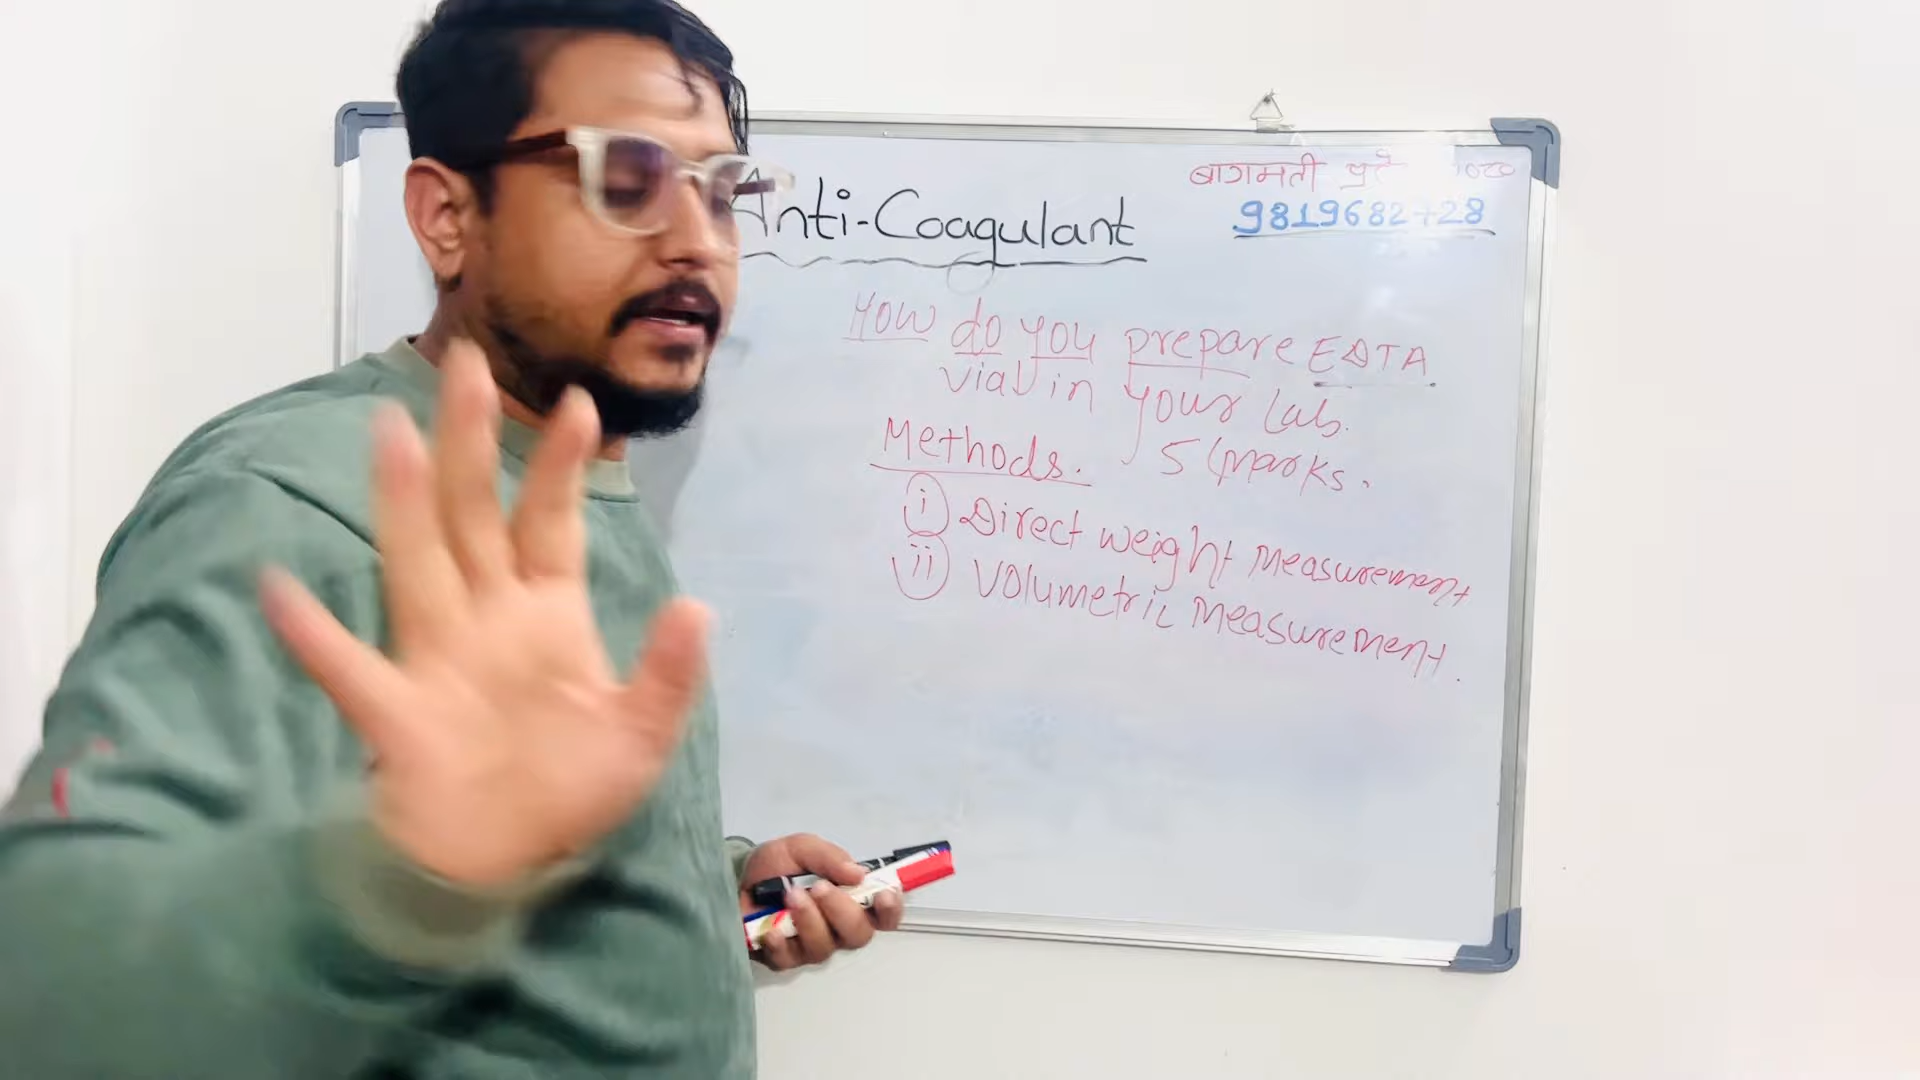 बागमती प्रदे
9819682728
Anti-Coagulant
How do you prepare EDTA
vial in your Lab.
5 (marks.
Methods.
i Direct weight Measurement
ii Volumetric Measurement.